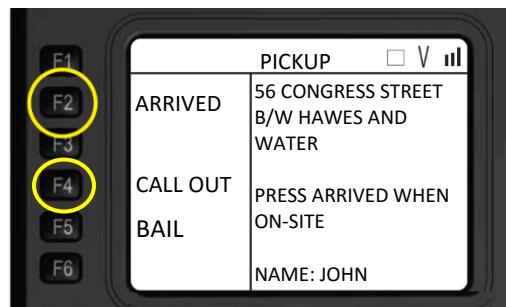 F1
F2
F3
F4
F5
F6
PICKUP V
ARRIVED
CALL OUT
BAIL
56 CONGRESS STREET
B/W HAWES AND
WATER
PRESS ARRIVED WHEN
ON-SITE
NAME: JOHN